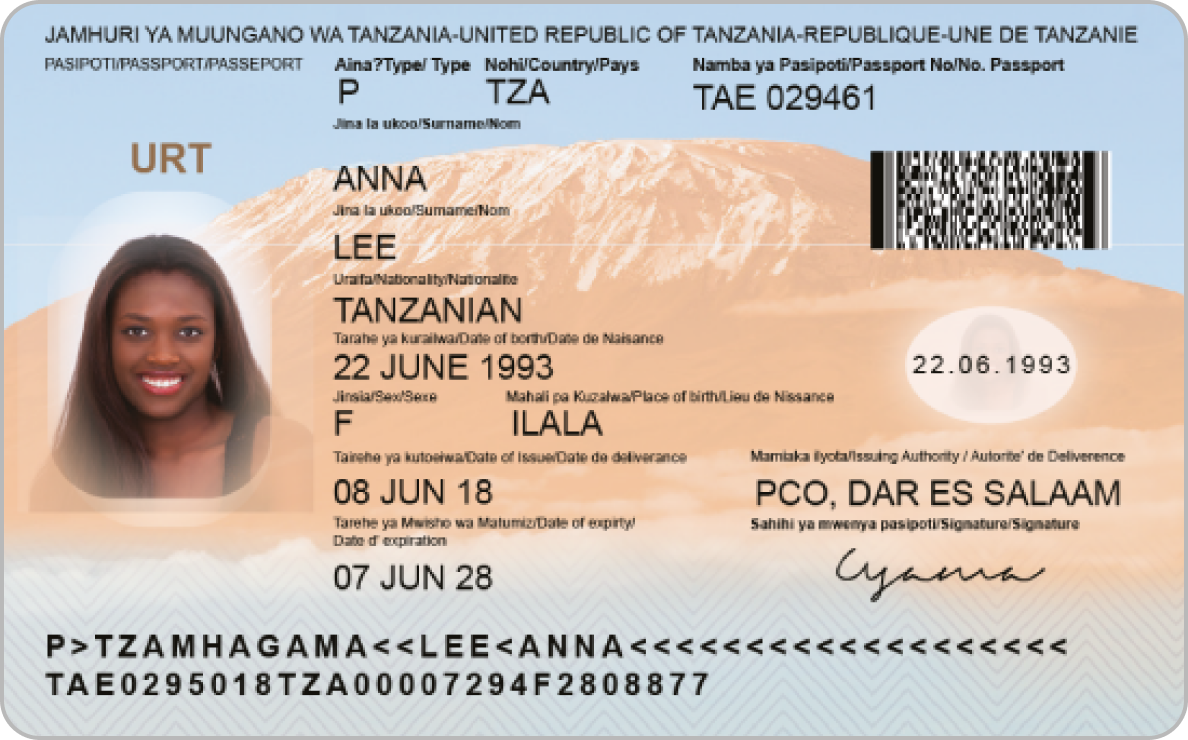 JAMHURI YA MUUNGANO WA TANZANIA-UNITED REPUBLIC OF TANZANIA-REPUBLIQUE-UNE DE TANZANIE
PASIPOTI/PASSPORT/PASSEPORT Aina?Type/ Type Nohi/Country/Pays Namba ya Pasipoti/Passport No/No. Passport
P TZA TAE 029461
Jina la ukoo/Surname/Nom
URT
ANNA
Jina la ukoo/Surname/Nom
LEE
Uraifa/Nationality/Nationalite
TANZANIAN
Tarahe ya kurailwa/Date of borth/Date de Naisance
22 JUNE 1993
22.06.1993
Jinsia/Sex/Sexe Mahali pa Kuzalwa/Place of birth/Lieu de Nissance
F ILALA
Tairehe ya kutoeiwa/Date of Issue/Date de deliverance Mamiaka ilyota/Issuing Authority / Autorite' de Deliverence
08 JUN 18 PCO, DAR ES SALAAM
Tarehe ya Mwisho wa Matumiz/Date of expirty/ Sahihi ya mwenya pasipoti/Signature/Signature
Date d' expiration
07 JUN 28
P>TZAMHAGAMA<<LEE<ANNA<<<<<<<<<<<<<<<<<<<
TAE0295018TZA00007294F2808877